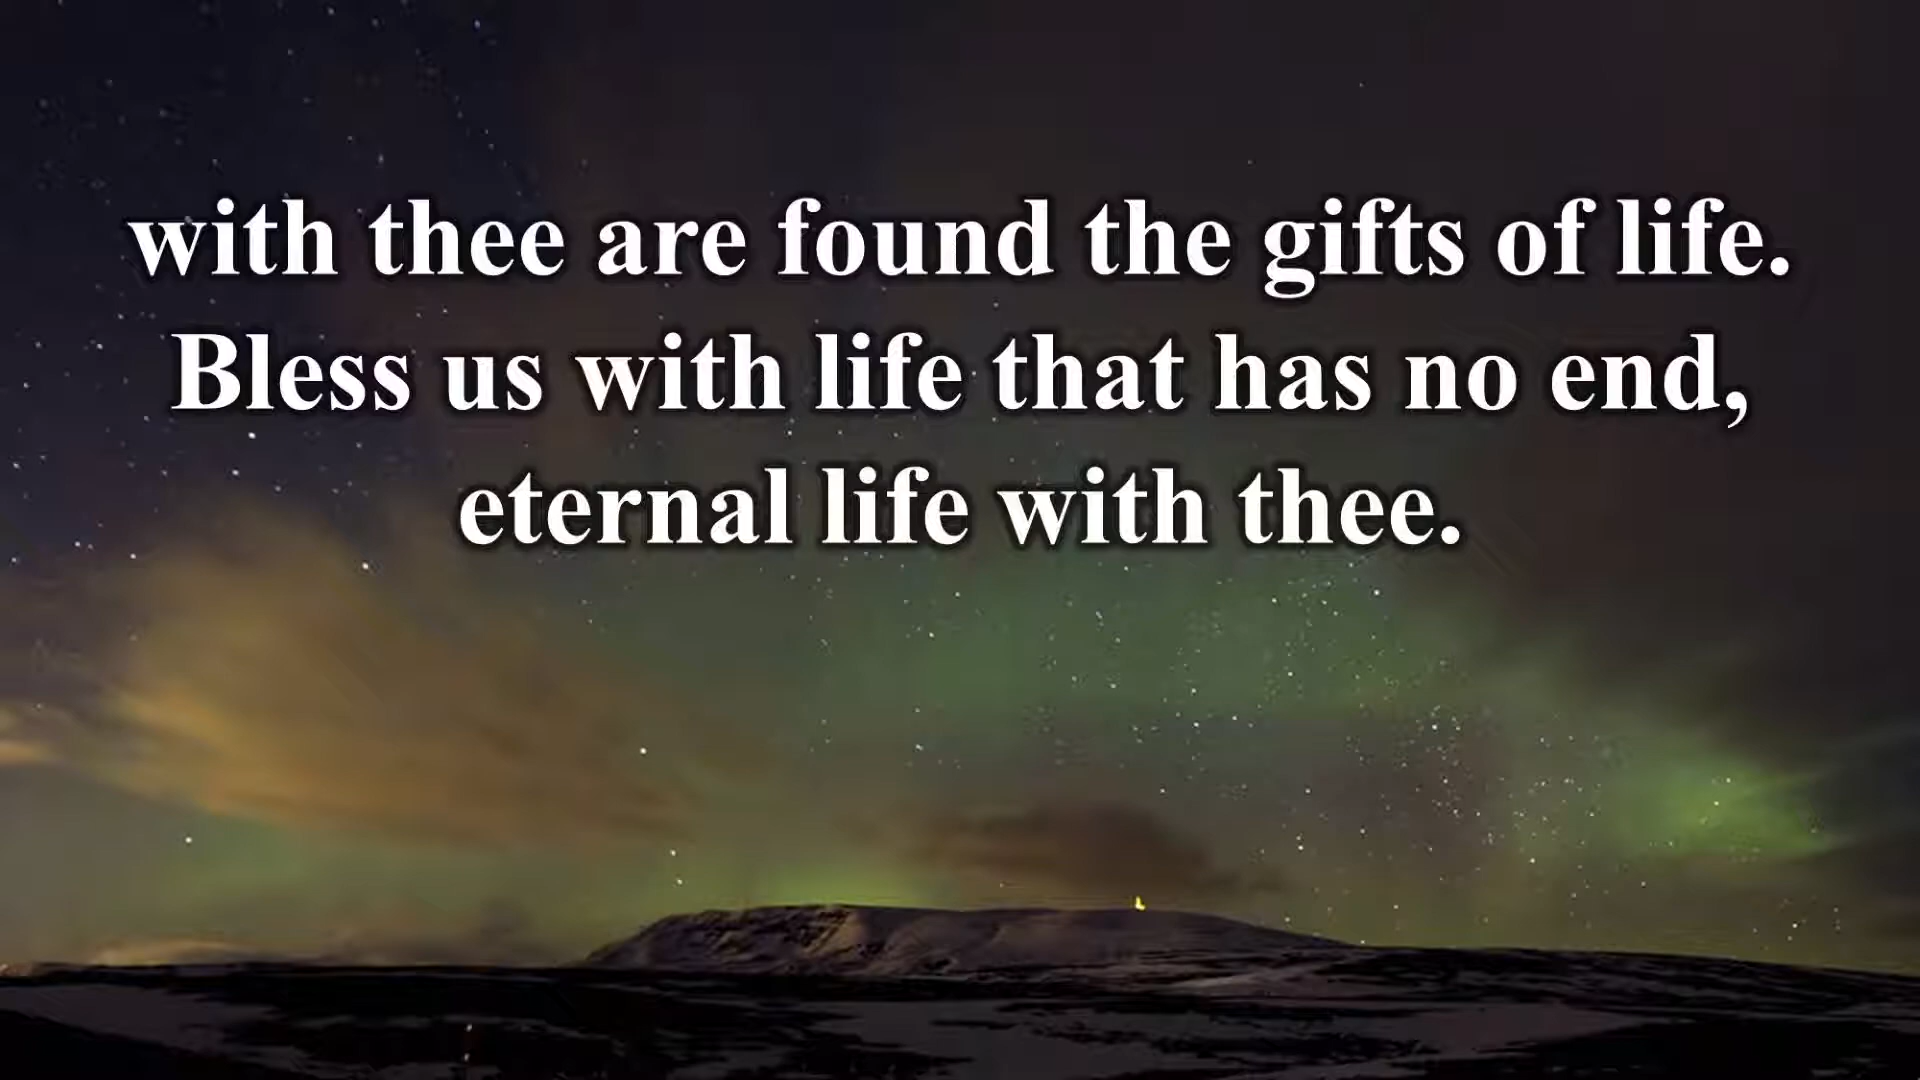 with thee are found the gifts of life.
Bless us with life that has no end,
eternal life with thee.